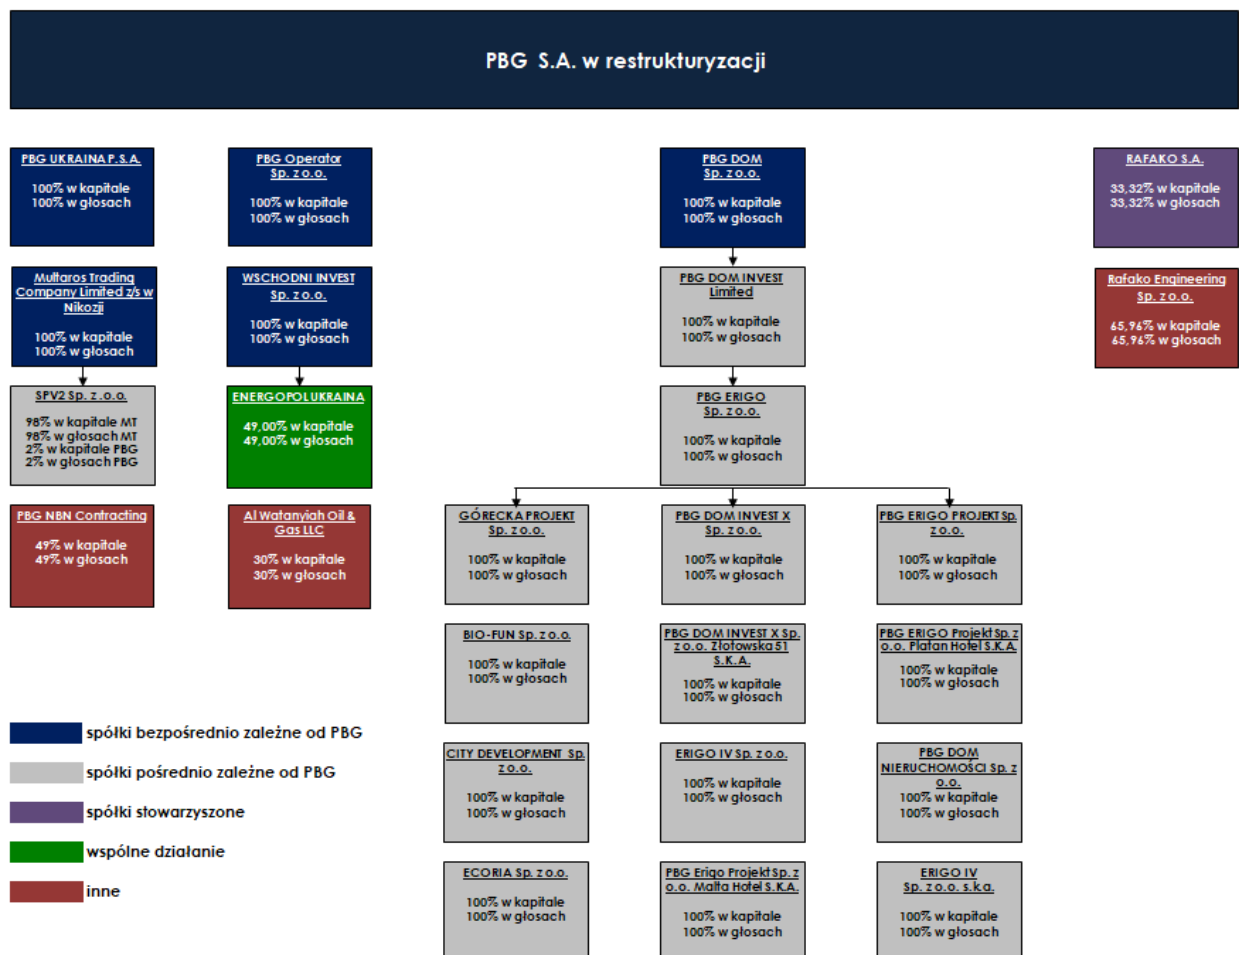 PBG S.A. w restrukturyzacji
PBG UKRAINA P.S.A.
100% w kapitale
100% w głosach
PBG Operator
Sp. z o.o.
100% w kapitale
100% w głosach
PBG DOM
Sp. z o.o.
100% w kapitale
100% w głosach
RAFAKO S.A.
33,32% w kapitale
33,32% w głosach
Multaros Trading
Company Limited z/s w
Nikozji
100% w kapitale
100% w głosach
WSCHODNI INVEST
Sp. z o.o.
100% w kapitale
100% w głosach
PBG DOM INVEST
Limited
100% w kapitale
100% w głosach
Rafako Engineering
Sp. z o.o.
65,96% w kapitale
65,96% w głosach
SPV2 Sp. z .o.o.
98% w kapitale MT
98% w głosach MT
2% w kapitale PBG
2% w głosach PBG
ENERGOPOL UKRAINA
49,00% w kapitale
49,00% w głosach
PBG ERIGO
Sp. z o.o.
100% w kapitale
100% w głosach
PBG NBN Contracting
49% w kapitale
49% w głosach
Al Watanyiah Oil &
Gas LLC
30% w kapitale
30% w głosach
GÓRECKA PROJEKT
Sp. z o.o.
100% w kapitale
100% w głosach
PBG DOM INVEST X
Sp. z o.o.
100% w kapitale
100% w głosach
PBG ERIGO PROJEKT Sp.
z o.o.
100% w kapitale
100% w głosach
BIO-FUN Sp. z o.o.
100% w kapitale
100% w głosach
PBG DOM INVEST X Sp.
z o.o. Złotowska 51
S.K.A.
100% w kapitale
100% w głosach
PBG ERIGO Projekt Sp. z
o.o. Platan Hotel S.K.A.
100% w kapitale
100% w głosach
CITY DEVELOPMENT Sp.
z o.o.
100% w kapitale
100% w głosach
ERIGO IV Sp. z o.o.
100% w kapitale
100% w głosach
PBG DOM
NIERUCHOMOŚCI Sp. z
o.o.
100% w kapitale
100% w głosach
ECORIA Sp. z o.o.
100% w kapitale
100% w głosach
PBG Erigo Projekt Sp. z
o.o. Malta Hotel S.K.A.
100% w kapitale
100% w głosach
ERIGO IV
Sp. z o.o. s.k.a.
100% w kapitale
100% w głosach
spółki bezpośrednio zależne od PBG
spółki pośrednio zależne od PBG
spółki stowarzyszone
wspólne działanie
inne